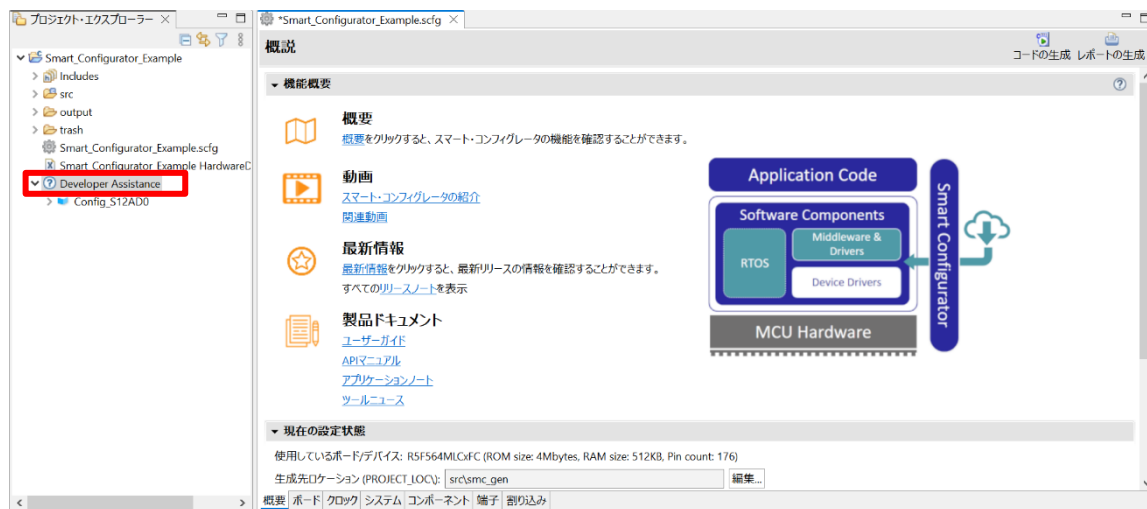 プロジェクト・エクスプローラー
Smart_Configurator_Example
Includes
src
output
trash
Smart_Configurator_Example.scfg
Smart_Configurator_Example HardwareD
Developer Assistance
Config_S12AD0
*Smart_Configurator_Example.scfg
概説
コードの生成 レポートの生成
機能概要
概要
概要をクリックすると、スマート・コンフィグレータの機能を確認することができます。
動画
スマート・コンフィグレータの紹介
関連動画
最新情報
最新情報をクリックすると、最新リリースの情報を確認することができます。
すべてのリリースノートを表示
製品ドキュメント
ユーザーガイド
APIマニュアル
アプリケーションノート
ツールニュース
Application Code
Software Components
RTOS
Middleware &
Drivers
Device Drivers
MCU Hardware
Smart Configurator
現在の設定状態
使用しているボード/デバイス: R5F564MLCxFC (ROM size: 4Mbytes, RAM size: 512KB, Pin count: 176)
生成先ロケーション (PROJECT_LOC\): src\smc_gen 編集...
概要 ボード クロック システム コンポーネント 端子 割り込み